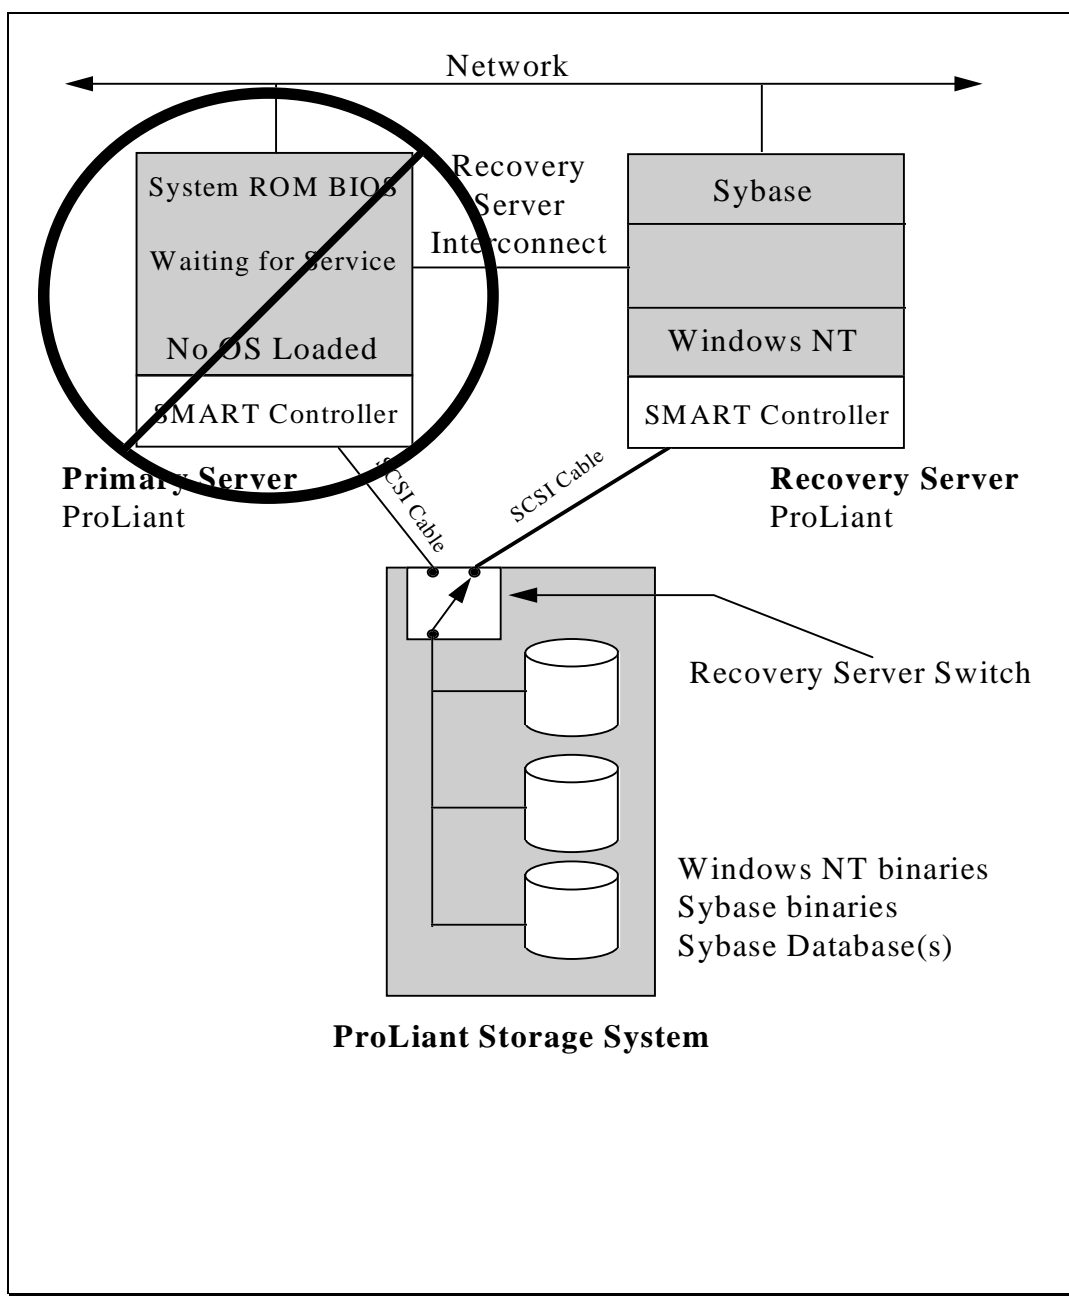 Network
System ROM BIOS
Waiting for Service
No OS Loaded
SMART Controller
Primary Server
ProLiant
Recovery
Server
Interconnect
Sybase
Windows NT
SMART Controller
Recovery Server
ProLiant
SCSI Cable
SCSI Cable
Recovery Server Switch
Windows NT binaries
Sybase binaries
Sybase Database(s)
ProLiant Storage System